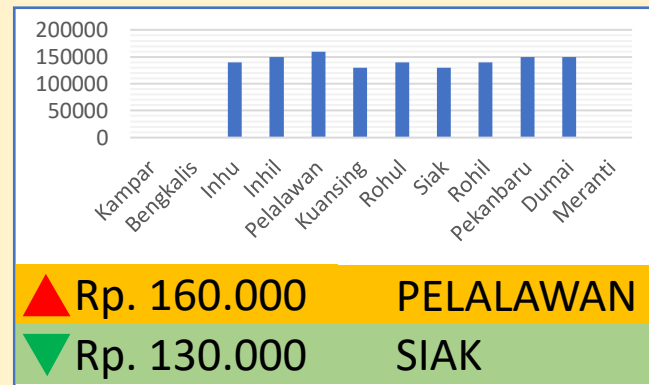 200000
150000
100000
50000
0
Kampar
Bengkalis
Inhu
Inhil
Pelalawan
Kuansing
Rohul
Siak
Rohil
Pekanbaru
Dumai
Meranti
Rp. 160.000 PELALAWAN
Rp. 130.000 SIAK